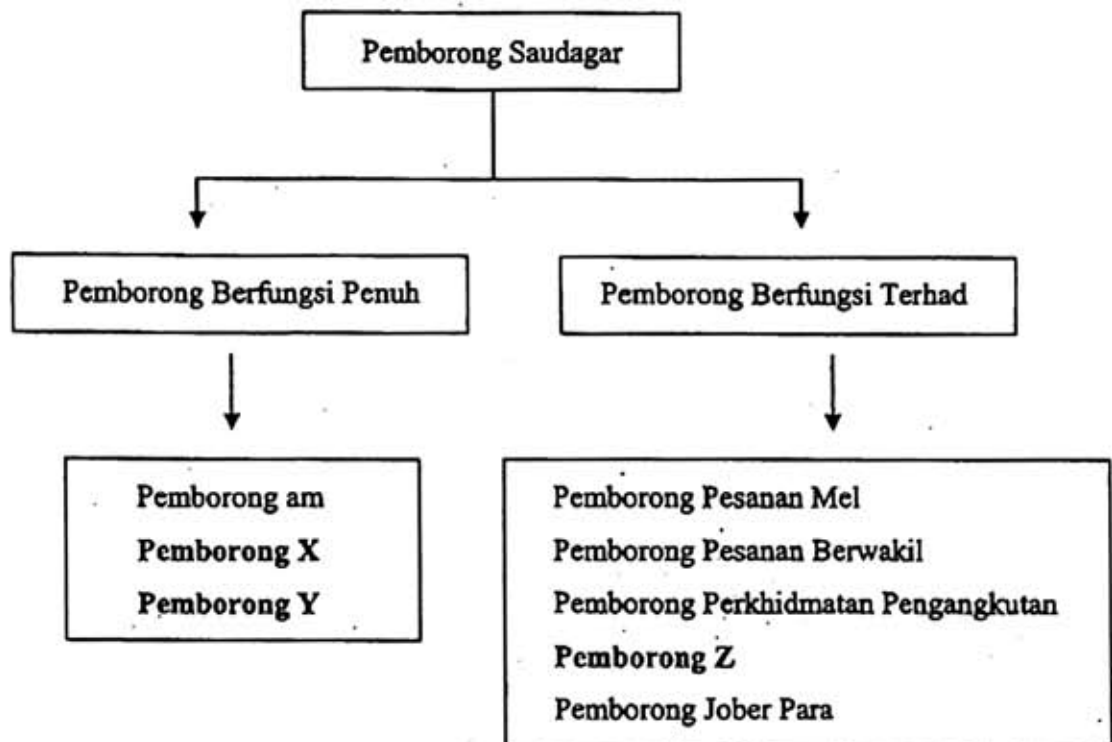 Pemborong Saudagar
Pemborong Berfungsi Penuh
Pemborong Berfungsi Terhad
Pemborong am
Pemborong X
Pemborong Y
Pemborong Pesanan Mel
Pemborong Pesanan Berwakil
Pemborong Perkhidmatan Pengangkutan
Pemborong Z
Pemborong Jober Para